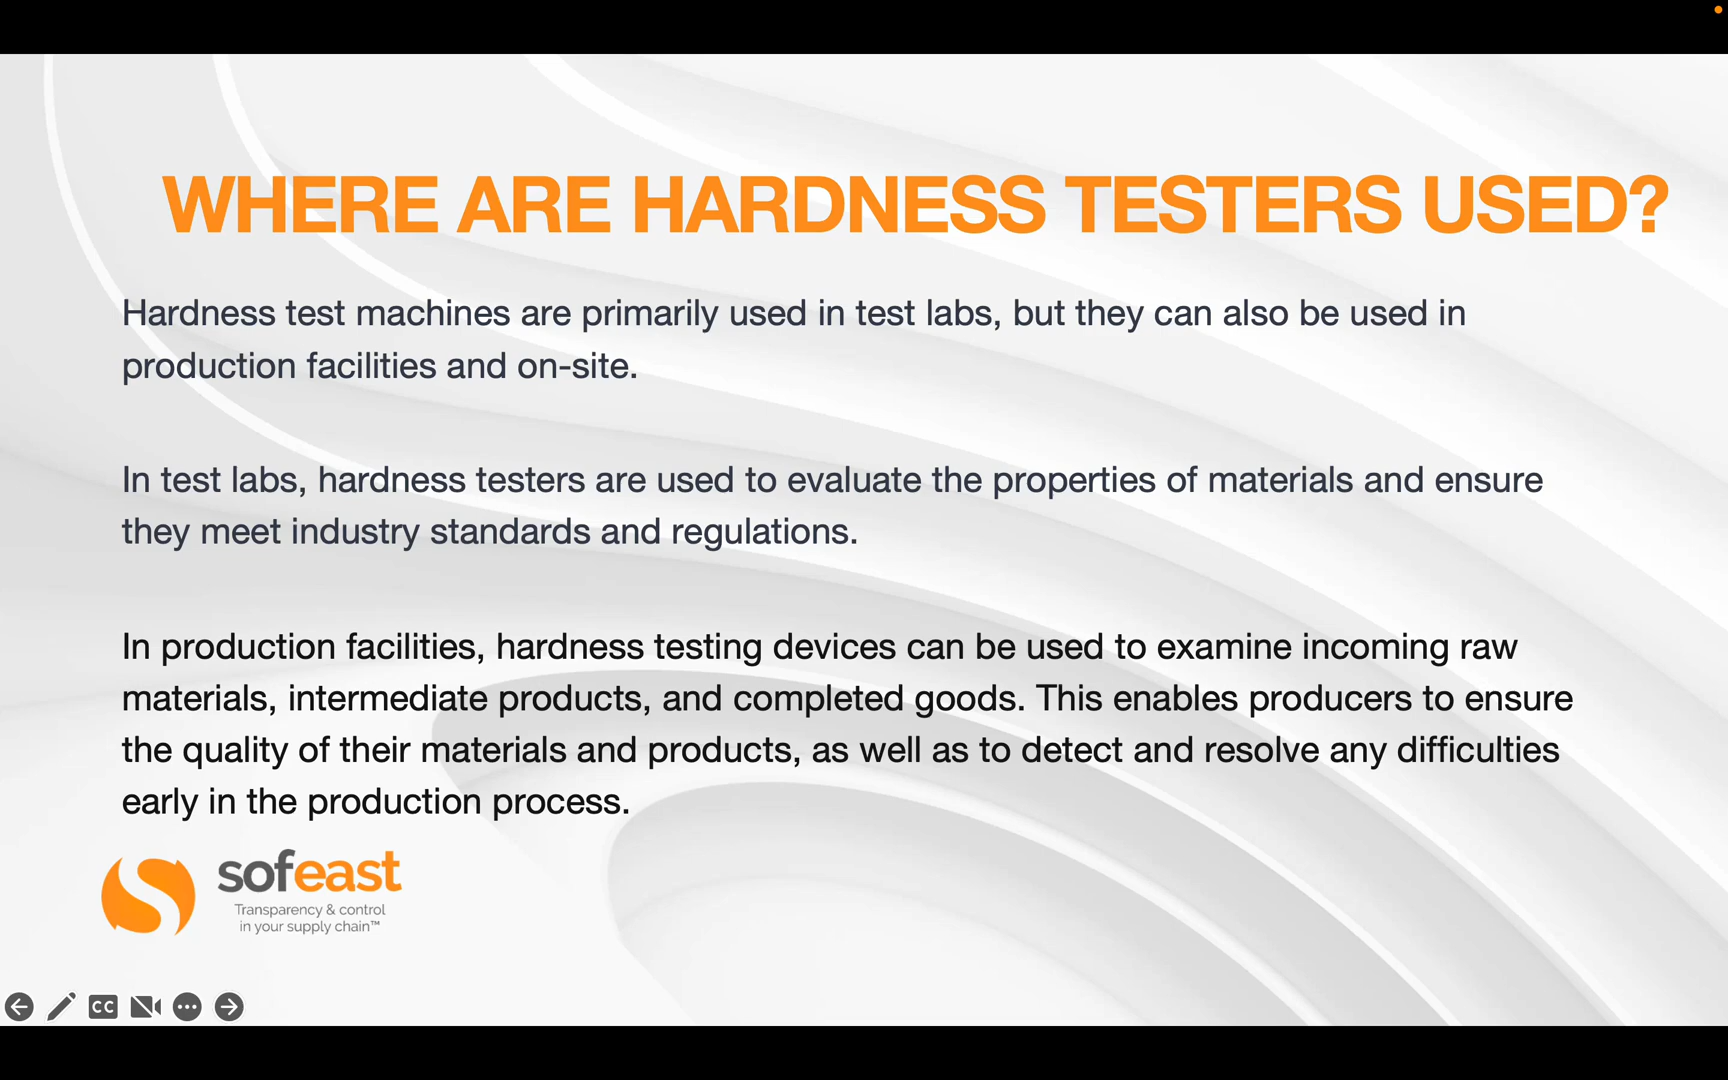 WHERE ARE HARDNESS TESTERS USED?
Hardness test machines are primarily used in test labs, but they can also be used in
production facilities and on-site.
In test labs, hardness testers are used to evaluate the properties of materials and ensure
they meet industry standards and regulations.
In production facilities, hardness testing devices can be used to examine incoming raw
materials, intermediate products, and completed goods. This enables producers to ensure
the quality of their materials and products, as well as to detect and resolve any difficulties
early in the production process.
sofeast
Transparency & control
in your supply chain™
CC